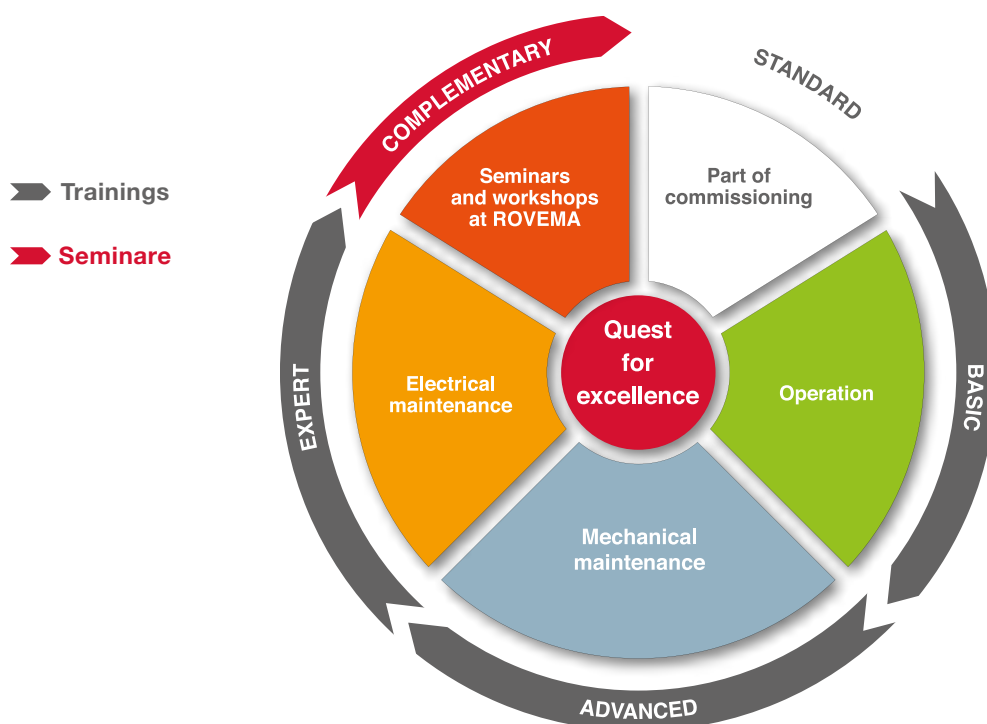 COMPLEMENTARY
STANDARD
Trainings
Seminare
Seminars
and workshops
at ROVEMA
Part of
commissioning
Quest
for
excellence
EXPERT
Electrical
maintenance
Operation
BASIC
Mechanical
maintenance
ADVANCED